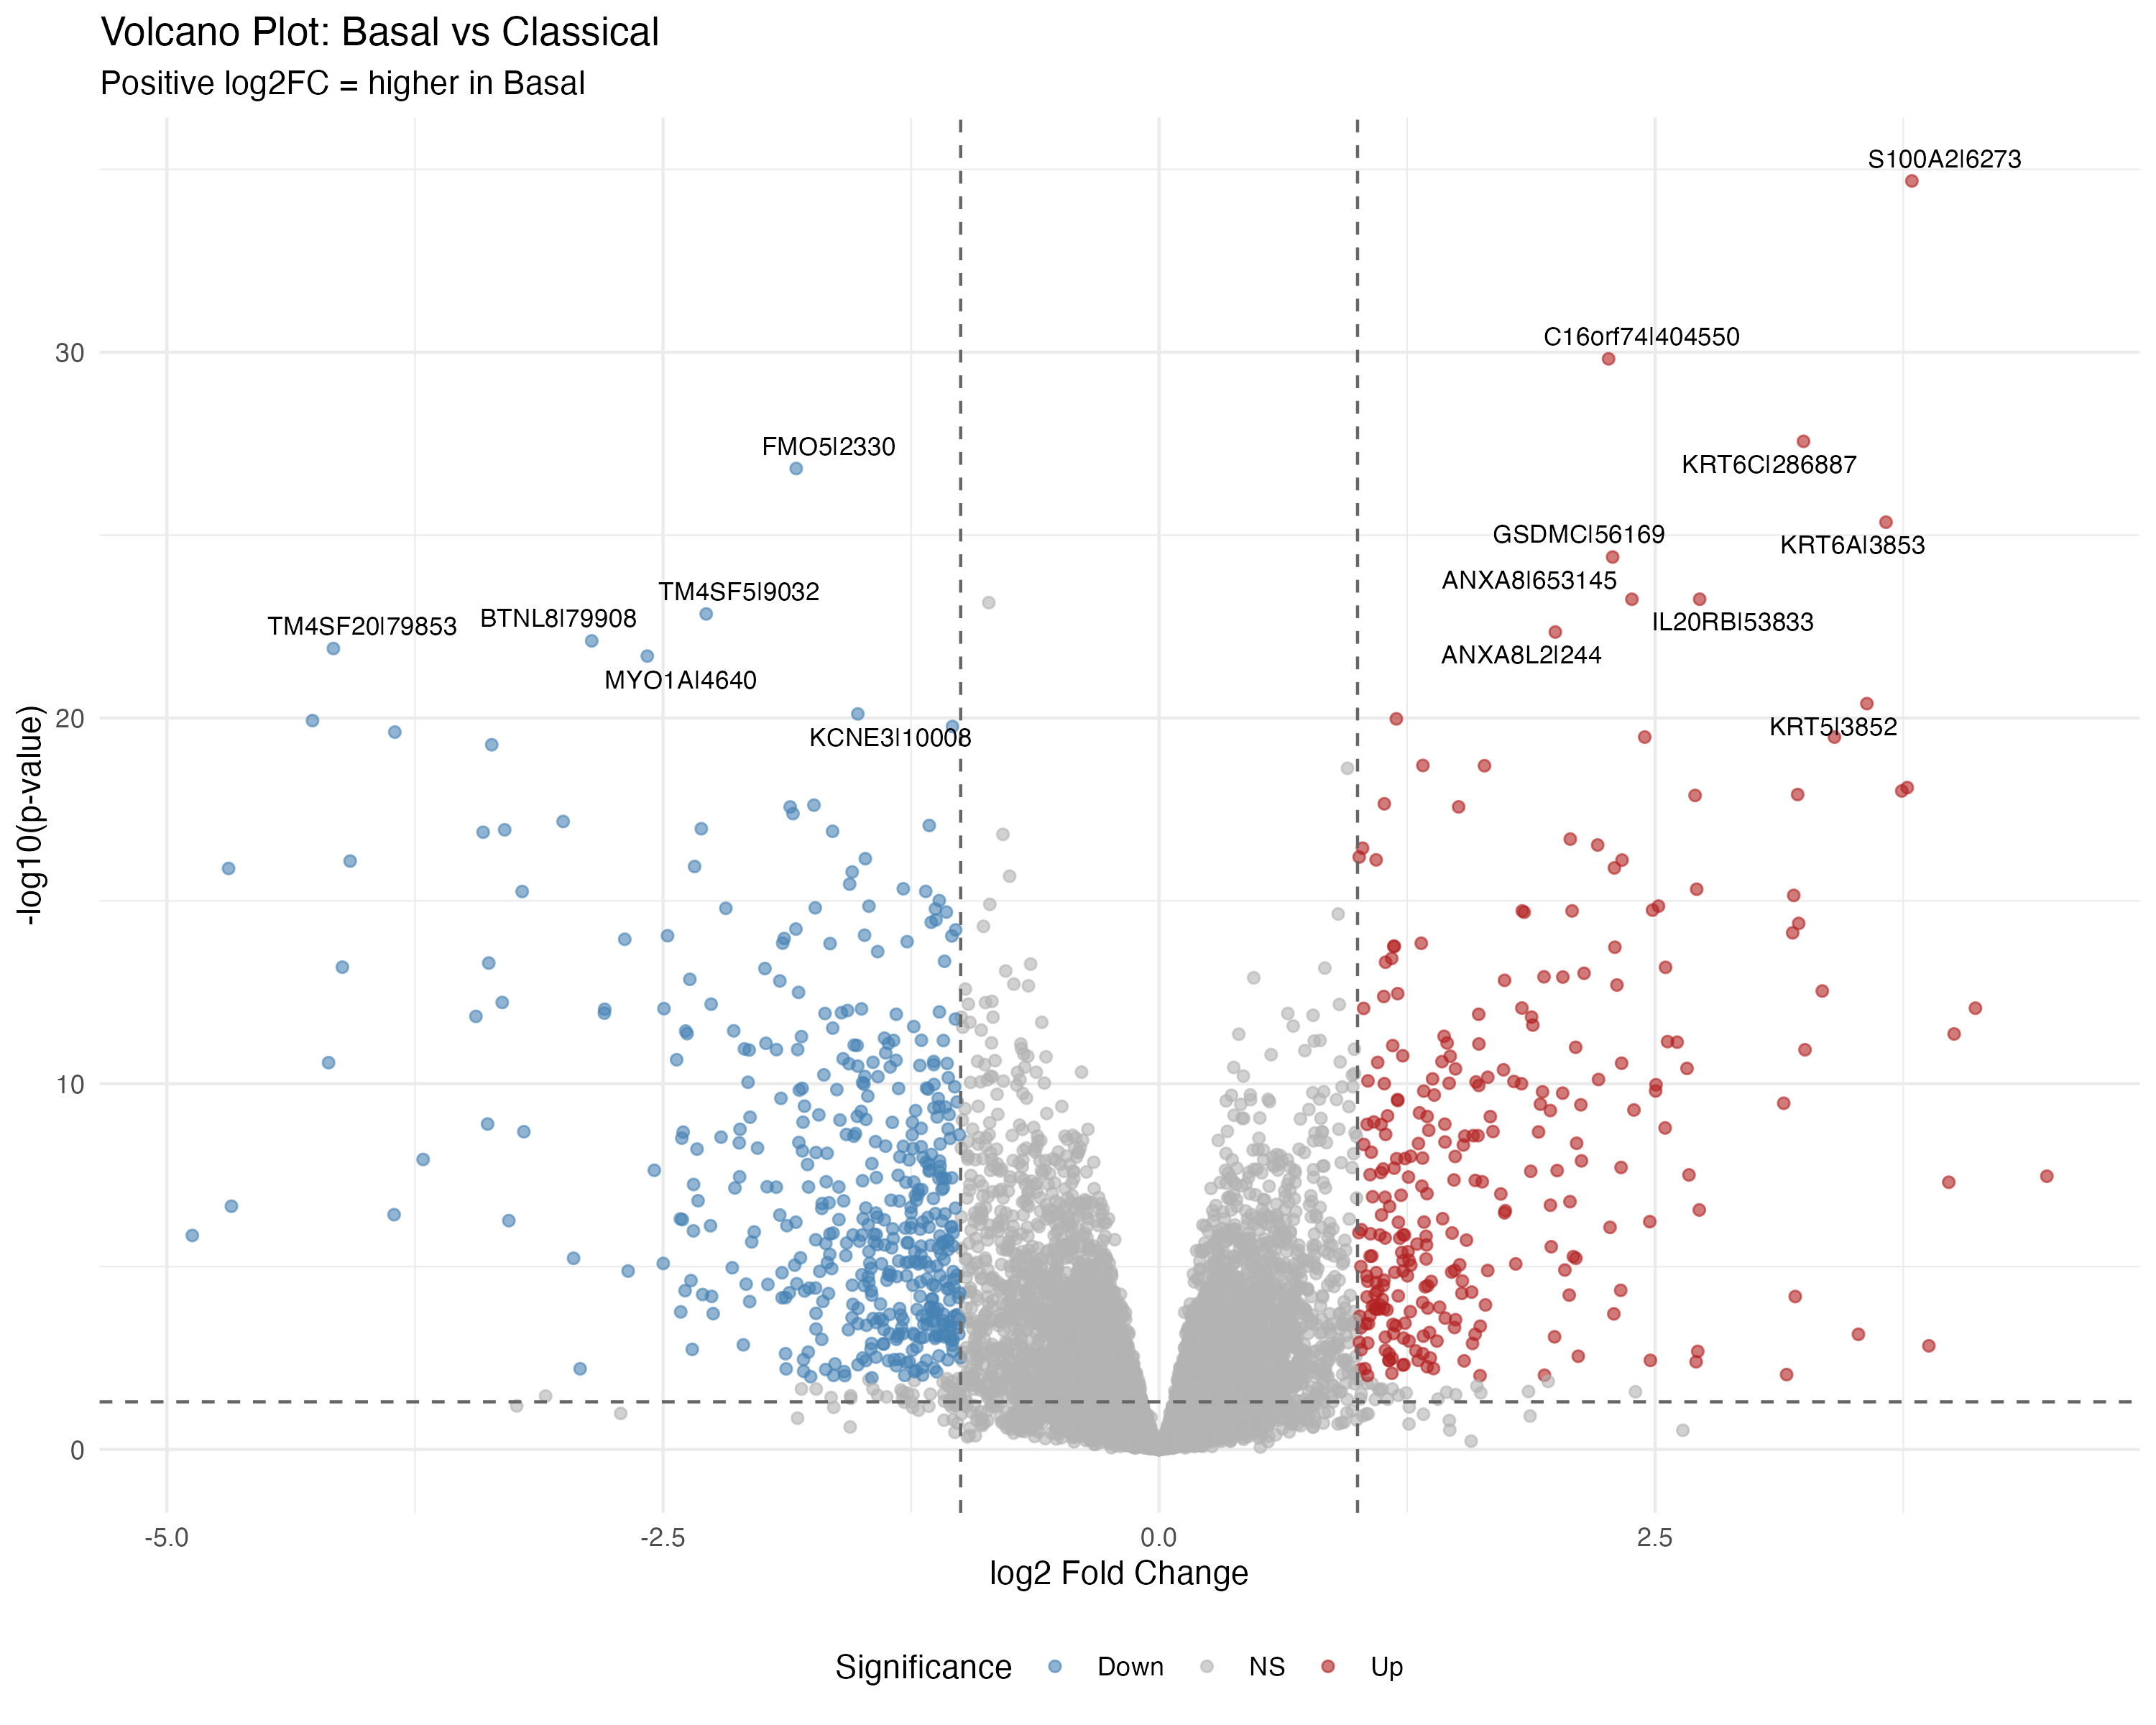 Volcano Plot: Basal vs Classical
Positive log2FC = higher in Basal
S100A2|6273
C16orf74|404550
FMO5|2330
KRT6C|286887
GSDMC|56169
KRT6A|3853
ANXA8|653145
TM4SF5|9032
BTNL8|79908
TM4SF20|79853
IL20RB|53833
ANXA8L2|244
MYO1A|4640
KCNE3|10008
KRT5|3852
-log10(p-value)
30
20
10
0
-5.0 -2.5 0.0 2.5
log2 Fold Change
Significance Down NS Up